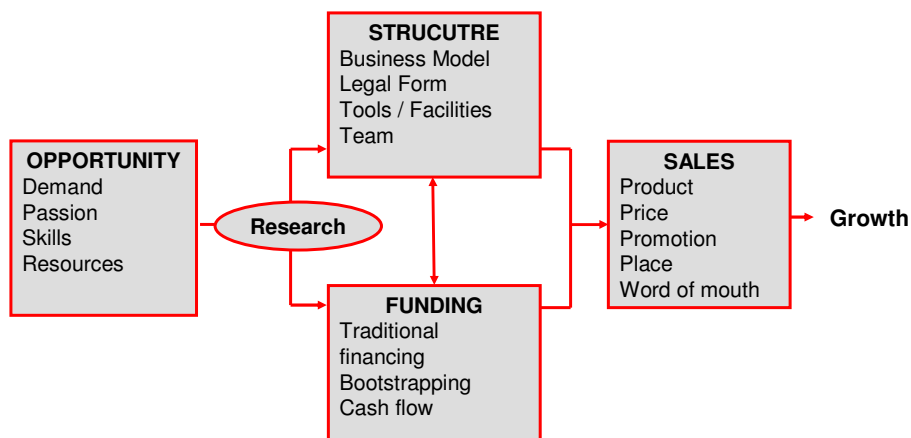 STRUCUTRE
Business Model
Legal Form
Tools / Facilities
Team
OPPORTUNITY
Demand
Passion
Skills
Resources
Research
FUNDING
Traditional
financing
Bootstrapping
Cash flow
SALES
Product
Price
Promotion
Place
Word of mouth
Growth